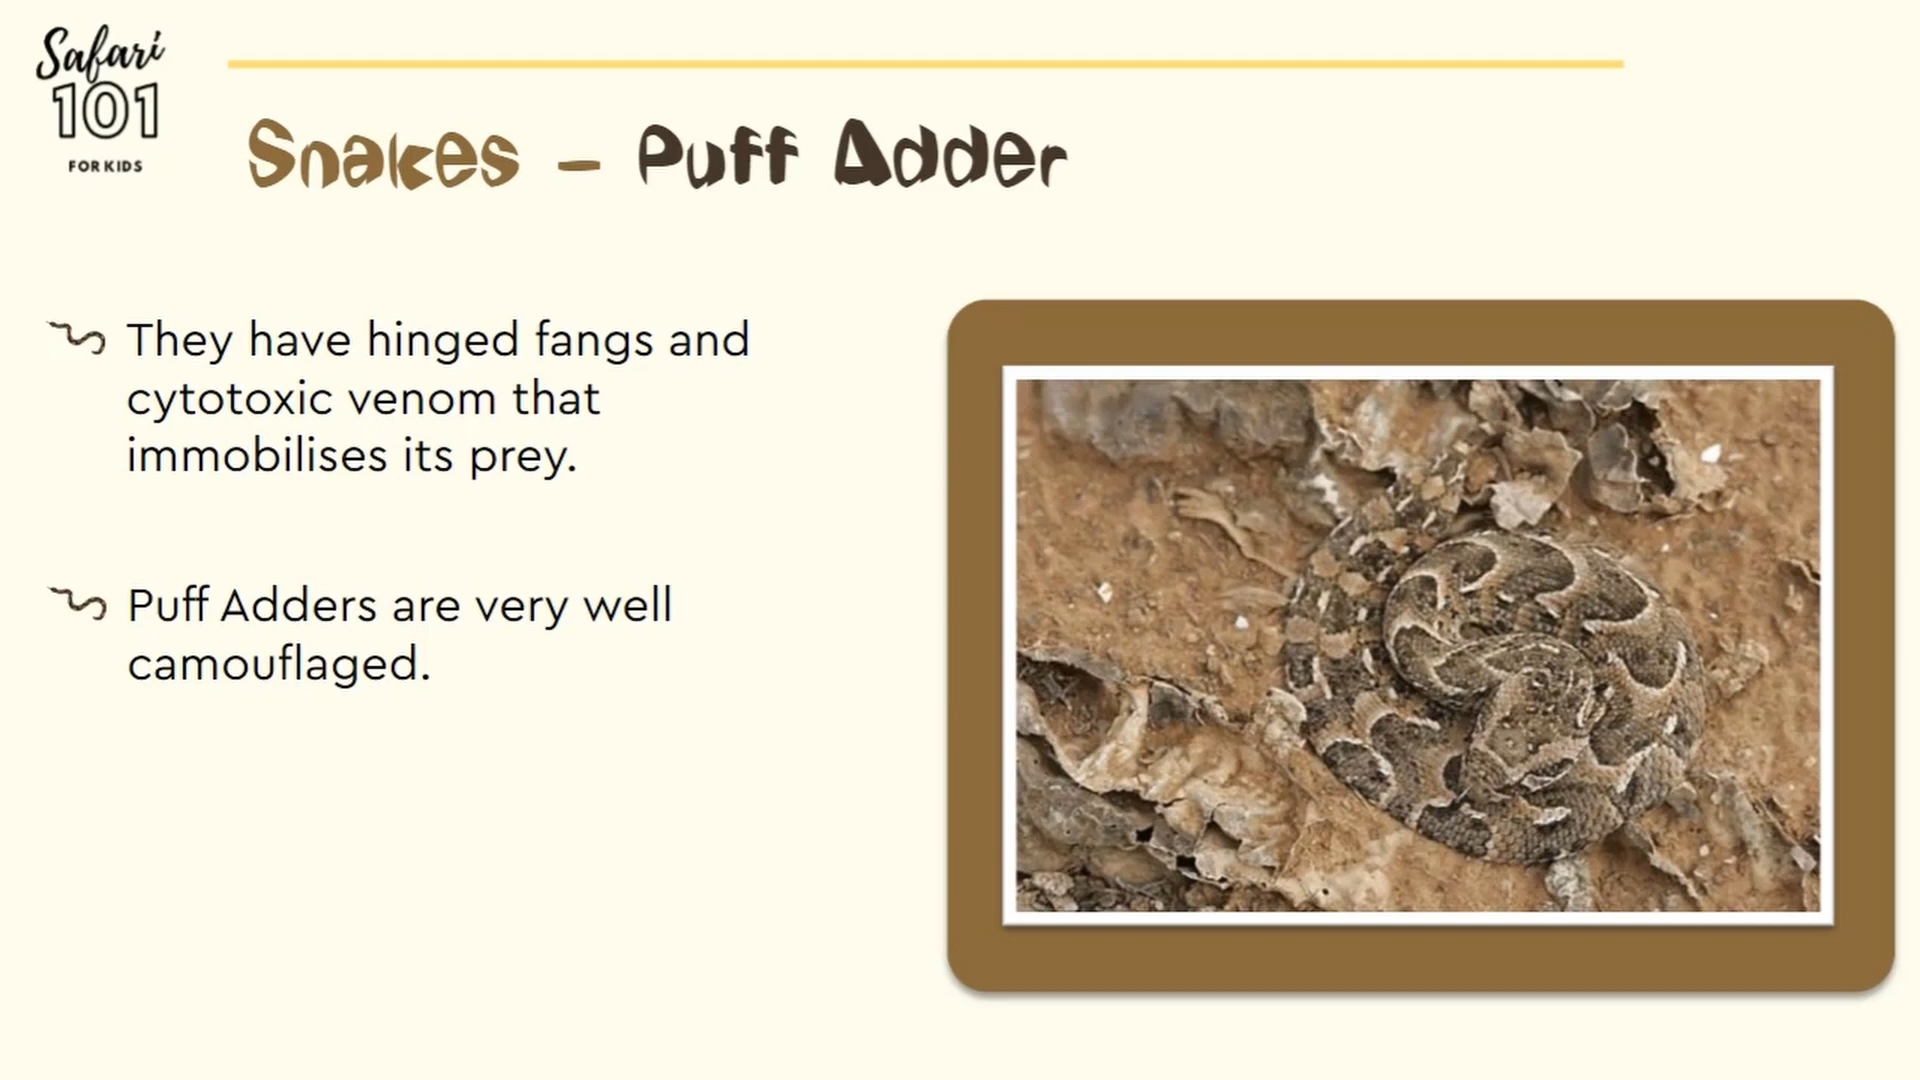 Safari
101
FOR KIDS
Snakes – Puff Adder
They have hinged fangs and
cytotoxic venom that
immobilises its prey.
Puff Adders are very well
camouflaged.